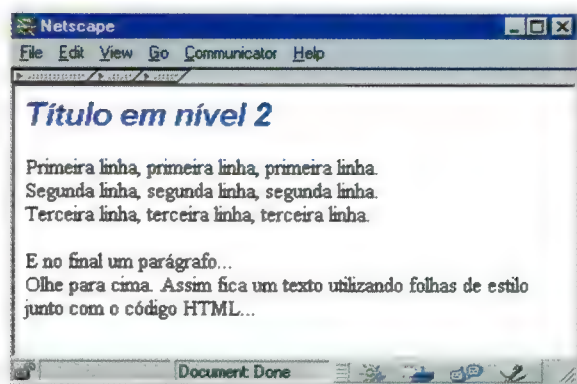 Netscape
File Edit View Go Communicator Help
Título em nível 2
Primeira linha, primeira linha, primeira linha.
Segunda linha, segunda linha, segunda linha.
Terceira linha, terceira linha, terceira linha.
E no final um parágrafo...
Olhe para cima. Assim fica um texto utilizando folhas de estilo
junto com o código HTML...
Document: Done